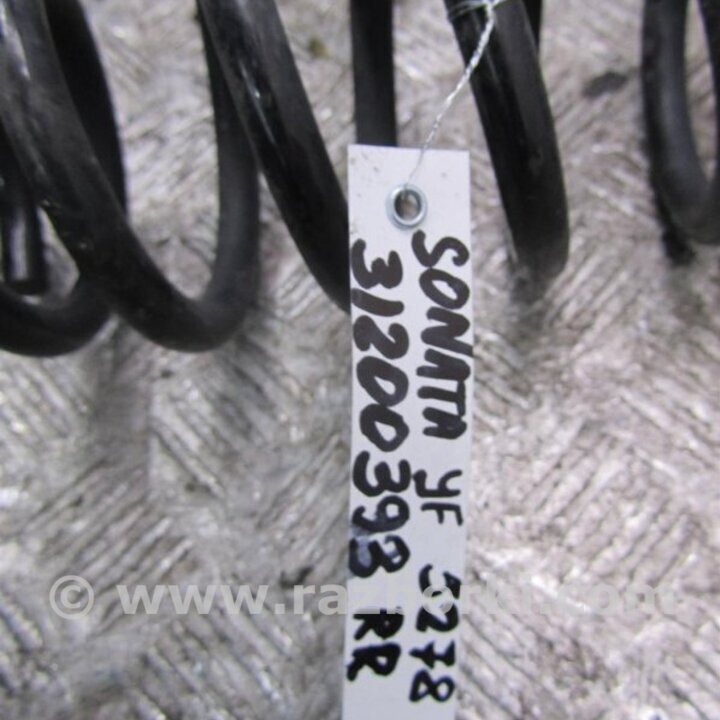 SONATA YF 3278
31200393 RR
© www.razborka.com